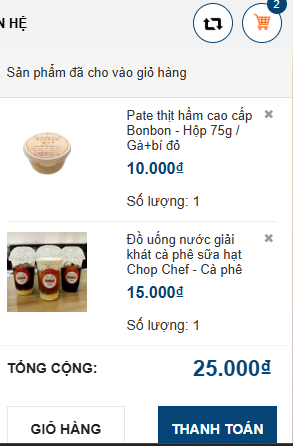 N HỆ
2
Sản phẩm đã cho vào giỏ hàng
Pate thịt hầm cao cấp
Bonbon - Hộp 75g /
Gà+bí đỏ
10.000₫
Số lượng: 1
Đồ uống nước giải
khát cà phê sữa hạt
Chop Chef - Cà phê
15.000₫
Số lượng: 1
TỔNG CỘNG:
25.000₫
GIỎ HÀNG
THANH TOÁN